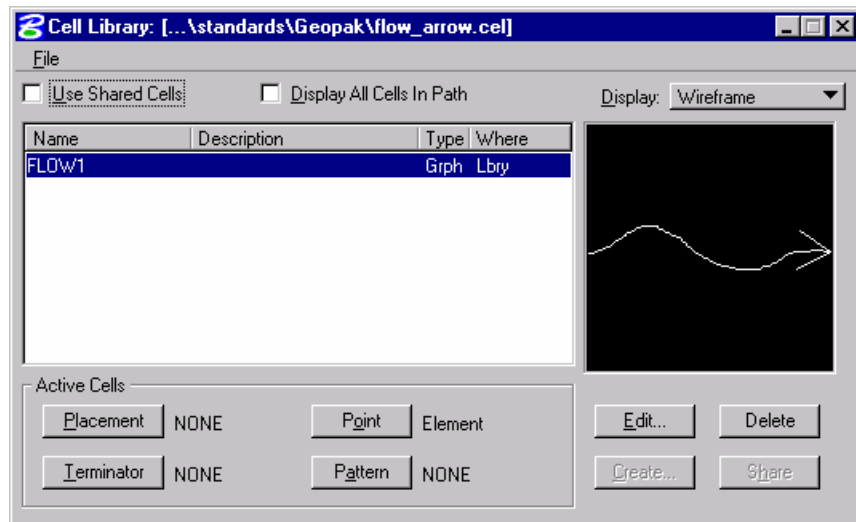 Cell Library: [...\standards\Geopak\flow_arrow.cel]
File
Use Shared Cells Display All Cells In Path Display: Wireframe
Name Description Type Where
FLOW1 Grph Lbry
Active Cells
Placement NONE Point Element Edit... Delete
Terminator NONE Pattern NONE Create... Share